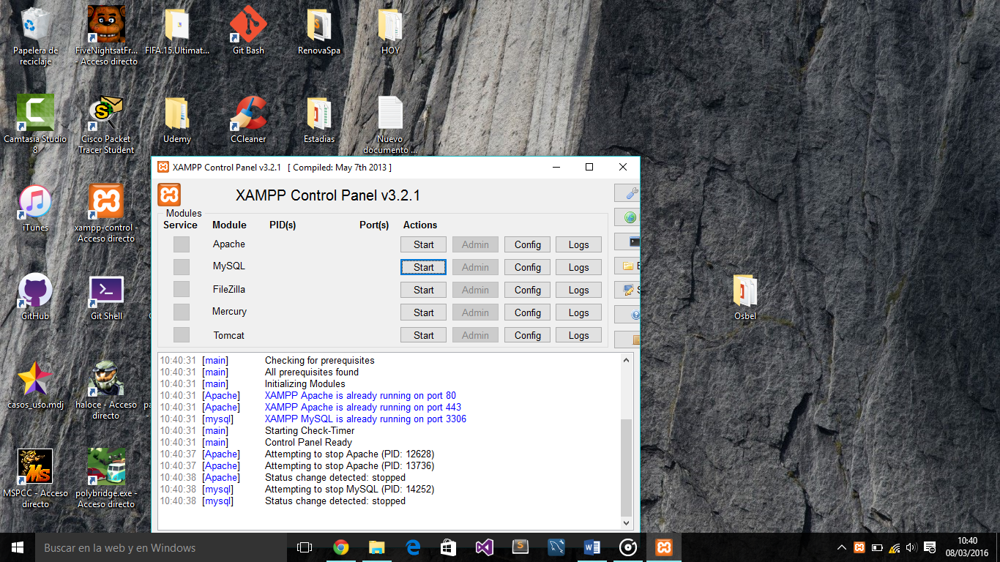 Papelera de
reciclaje
FiveNightsatFr...
- Acceso directo
FIFA.15.Ultimat...
Git Bash
RenovaSpa
HOY
Camtasia Studio
8
Cisco Packet
Tracer Student
Udemy
CCleaner
Estadias
Nuevo
documento ...
iTunes
xampp-control -
Acceso directo
GitHub
Git Shell
casos_uso.mdj
haloce - Acceso
directo
MSPCC - Acceso
directo
polybridge.exe -
Acceso directo
Osbel
XAMPP Control Panel v3.2.1 [ Compiled: May 7th 2013 ]
XAMPP Control Panel v3.2.1
Modules
Service Module PID(s) Port(s) Actions
Apache Start Admin Config Logs
MySQL Start Admin Config Logs
FileZilla Start Admin Config Logs
Mercury Start Admin Config Logs
Tomcat Start Admin Config Logs
10:40:31 [main] Checking for prerequisites
10:40:31 [main] All prerequisites found
10:40:31 [main] Initializing Modules
10:40:31 [Apache] XAMPP Apache is already running on port 80
10:40:31 [Apache] XAMPP Apache is already running on port 443
10:40:31 [mysql] XAMPP MySQL is already running on port 3306
10:40:31 [main] Starting Check-Timer
10:40:31 [main] Control Panel Ready
10:40:37 [Apache] Attempting to stop Apache (PID: 12628)
10:40:37 [Apache] Attempting to stop Apache (PID: 13736)
10:40:38 [Apache] Status change detected: stopped
10:40:38 [mysql] Attempting to stop MySQL (PID: 14252)
10:40:38 [mysql] Status change detected: stopped
Buscar en la web y en Windows
10:40
08/03/2016